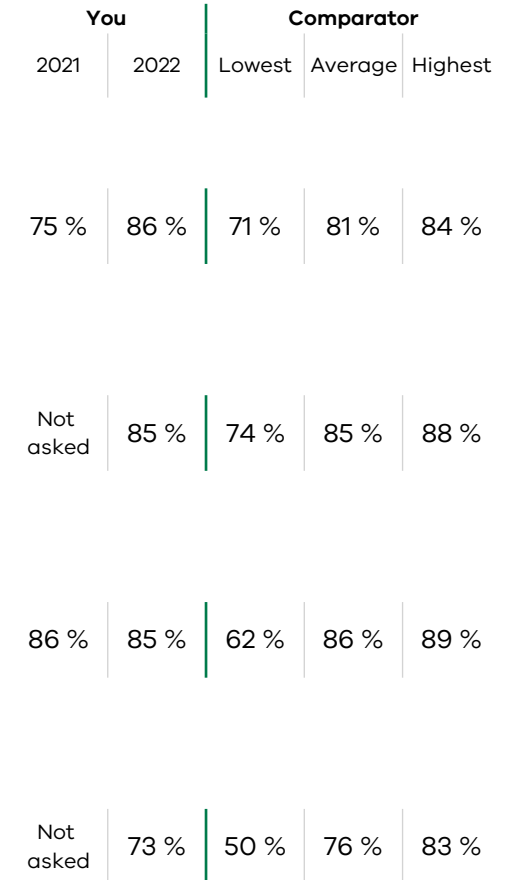 You Comparator
2021 2022 Lowest Average Highest
75 % 86 % 71 % 81 % 84 %
Not
asked 85 % 74 % 85 % 88 %
86 % 85 % 62 % 86 % 89 %
Not
asked 73 % 50 % 76 % 83 %